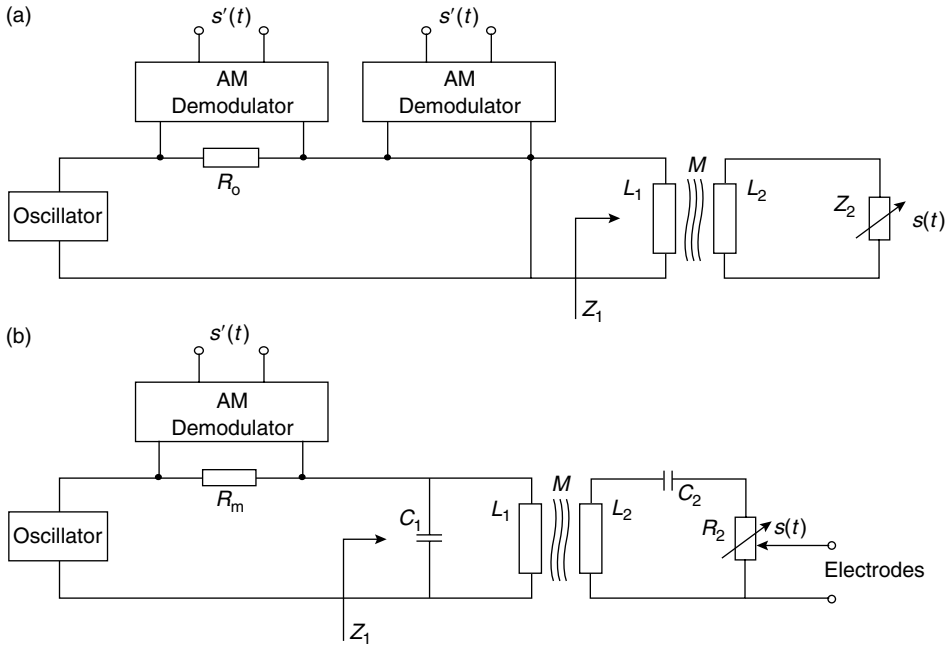 (a)
s′(t) s′(t)
AM
Demodulator
AM
Demodulator
R₀
Oscillator
L₁ M L₂
Z₂
s(t)
Z₁
(b)
s′(t)
AM
Demodulator
Rₘ
Oscillator
C₁
L₁ M L₂
C₂
R₂ s(t)
Electrodes
Z₁